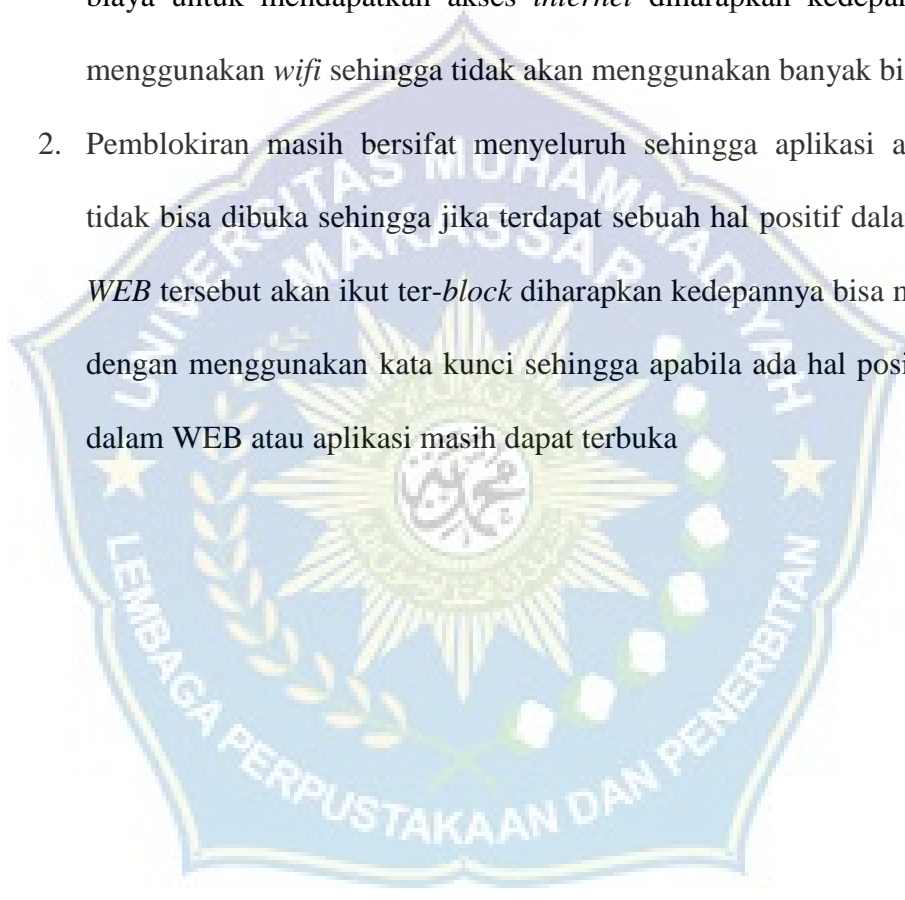 biaya untuk mendapatkan akses internet diharapkan
menggunakan wifi sehingga tidak akan menggunakan banyak
2. Pemblokiran masih bersifat menyeluruh sehingga aplikasi
tidak bisa dibuka sehingga jika terdapat sebuah hal positif
WEB tersebut akan ikut ter-block diharapkan kedepannya bisa
dengan menggunakan kata kunci sehingga apabila ada hal
dalam WEB atau aplikasi masih dapat terbuka
UNIVERSITAS MUHAMMADIYAH
MAKASSAR
LEMBAGA PERPUSTAKAAN DAN PENERBITAN